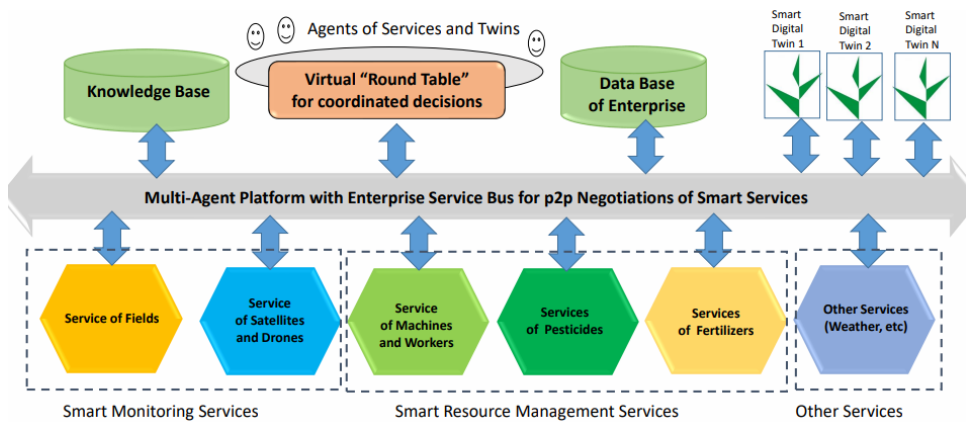 Agents of Services and Twins
Smart
Digital
Twin 1
Smart
Digital
Twin 2
Smart
Digital
Twin N
Knowledge Base
Virtual “Round Table”
for coordinated decisions
Data Base
of Enterprise
Multi-Agent Platform with Enterprise Service Bus for p2p Negotiations of Smart Services
Service of Fields
Service
of Satellites
and Drones
Service
of Machines
and Workers
Services
of Pesticides
Services
of Fertilizers
Other Services
(Weather, etc)
Smart Monitoring Services
Smart Resource Management Services
Other Services